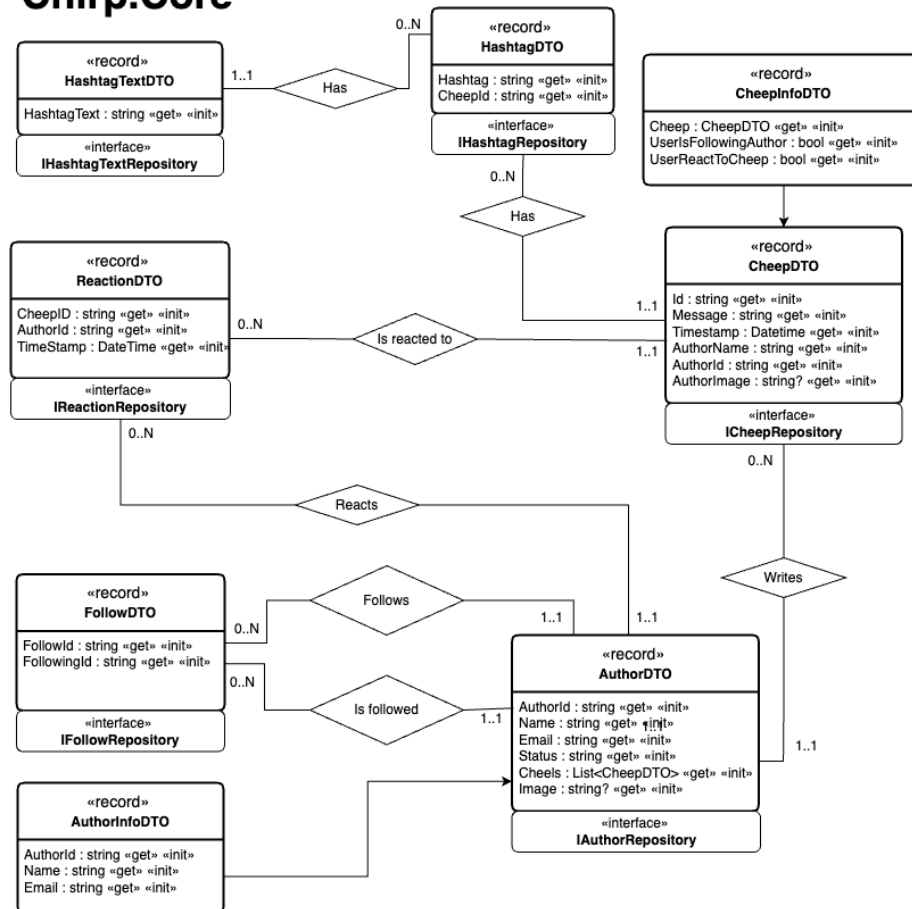 Chirp.Core
«record»
HashtagTextDTO
HashtagText : string «get» «init»
«interface»
IHashtagTextRepository
1..1
Has
0..N
«record»
HashtagDTO
Hashtag : string «get» «init»
CheepId : string «get» «init»
«interface»
IHashtagRepository
0..N
Has
1..1
«record»
CheepInfoDTO
Cheep : CheepDTO «get» «init»
UserIsFollowingAuthor : bool «get» «init»
UserReactToCheep : bool «get» «init»
«record»
CheepDTO
Id : string «get» «init»
Message : string «get» «init»
Timestamp : Datetime «get» «init»
AuthorName : string «get» «init»
AuthorId : string «get» «init»
AuthorImage : string? «get» «init»
«interface»
ICheepRepository
0..N
«record»
ReactionDTO
CheepID : string «get» «init»
AuthorId : string «get» «init»
TimeStamp : DateTime «get» «init»
«interface»
IReactionRepository
0..N
Is reacted to
1..1
0..N
Reacts
1..1
Writes
1..1
«record»
FollowDTO
FollowId : string «get» «init»
FollowingId : string «get» «init»
«interface»
IFollowRepository
0..N
Follows
1..1
0..N
Is followed
1..1
«record»
AuthorDTO
AuthorId : string «get» «init»
Name : string «get» «init»
1..1
Email : string «get» «init»
Status : string «get» «init»
Cheels : List<CheepDTO> «get» «init»
Image : string? «get» «init»
«interface»
IAuthorRepository
«record»
AuthorInfoDTO
AuthorId : string «get» «init»
Name : string «get» «init»
Email : string «get» «init»